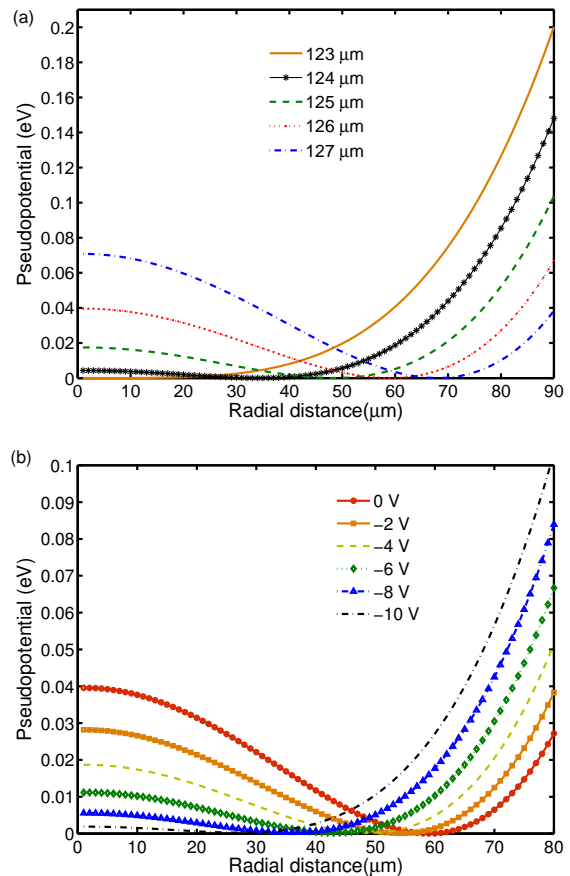 (a)
0.2
0.18
0.16
0.14
0.12
0.1
0.08
0.06
0.04
0.02
0
Pseudopotential (eV)
123 μm
124 μm
125 μm
126 μm
127 μm
0 10 20 30 40 50 60 70 80 90
Radial distance(μm)
(b)
0.1
0.09
0.08
0.07
0.06
0.05
0.04
0.03
0.02
0.01
0
Pseudopotential (eV)
0 V
−2 V
−4 V
−6 V
−8 V
−10 V
0 10 20 30 40 50 60 70 80
Radial distance(μm)